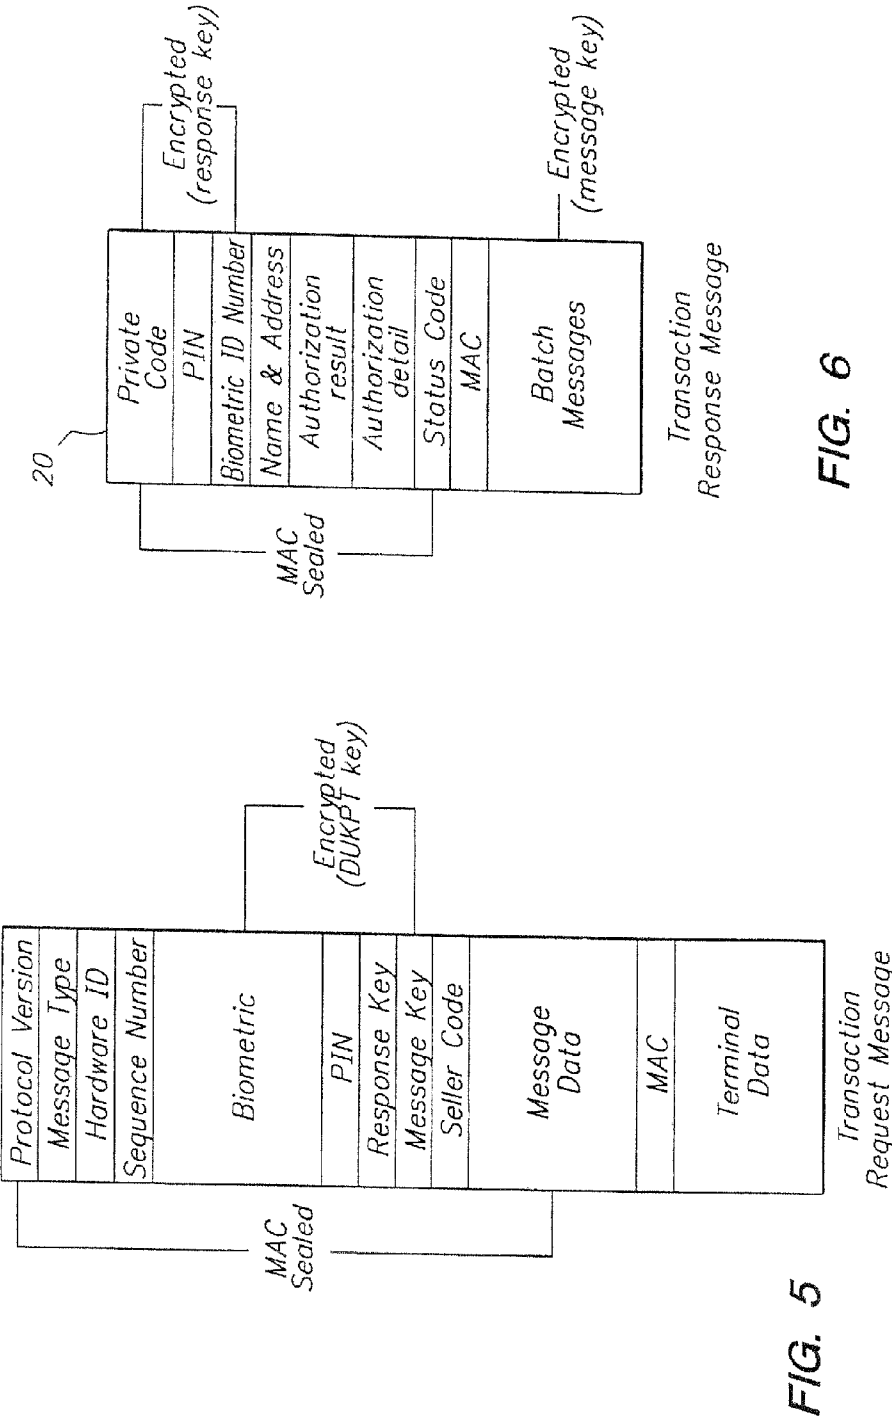 Protocol Version
Message Type
Hardware ID
Sequence Number
Biometric
PIN
Response Key
Message Key
Seller Code
Message
Data
MAC
Terminal
Data
MAC
Sealed
Encrypted
(DUKPT key)
Transaction
Request Message
FIG. 5
20
Private
Code
PIN
Biometric ID Number
Name & Address
Authorization
result
Authorization
detail
Status Code
MAC
Batch
Messages
MAC
Sealed
Encrypted
(response key)
Encrypted
(message key)
Transaction
Response Message
FIG. 6